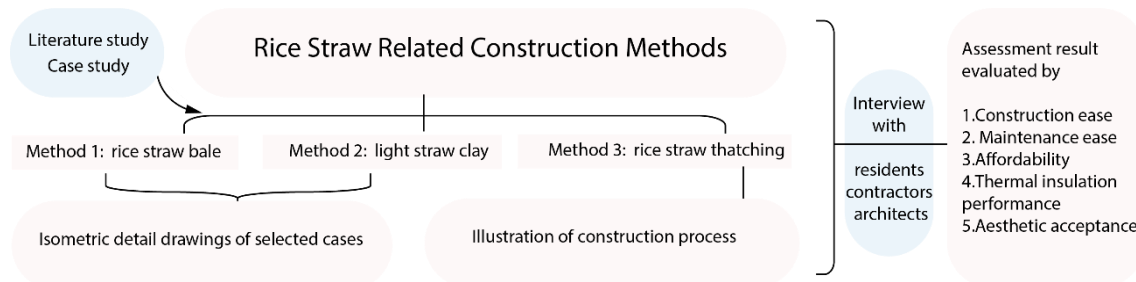 Literature study
Case study
Rice Straw Related Construction Methods
Method 1: rice straw bale
Method 2: light straw clay
Method 3: rice straw thatching
Isometric detail drawings of selected cases
Illustration of construction process
Interview
with
residents
contractors
architects
Assessment result
evaluated by
1.Construction ease
2. Maintenance ease
3.Affordability
4.Thermal insulation
performance
5.Aesthetic acceptance